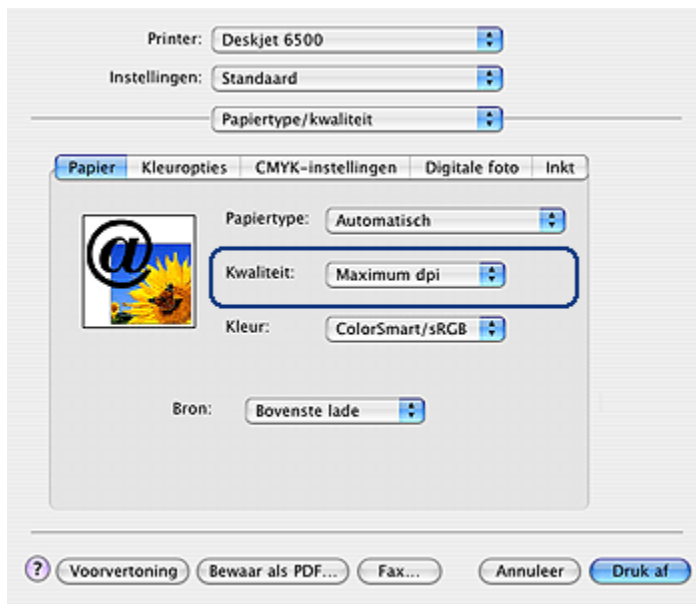 Printer: Deskjet 6500
Instellingen: Standaard
Papiertype/kwaliteit
Papier Kleuropties CMYK-instellingen Digitale foto Inkt
@
Papiertype: Automatisch
Kwaliteit: Maximum dpi
Kleur: ColorSmart/sRGB
Bron: Bovenste lade
? Voorvertoning Bewaar als PDF... Fax... Annuleer Druk af